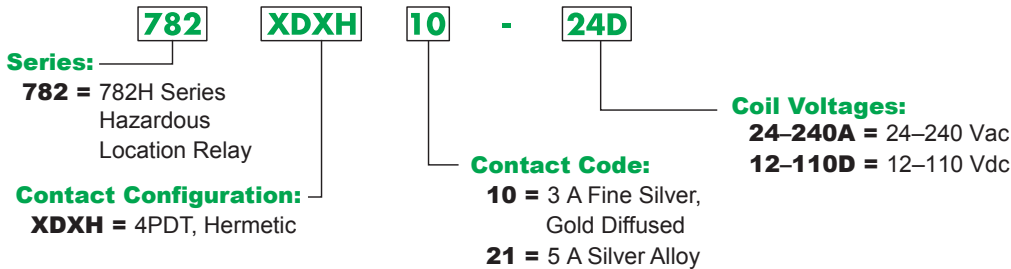 782 XDXH 10 - 24D
Series:
782 = 782H Series
Hazardous
Location Relay
Contact Configuration:
XDXH = 4PDT, Hermetic
Contact Code:
10 = 3 A Fine Silver,
Gold Diffused
21 = 5 A Silver Alloy
Coil Voltages:
24–240A = 24–240 Vac
12–110D = 12–110 Vdc